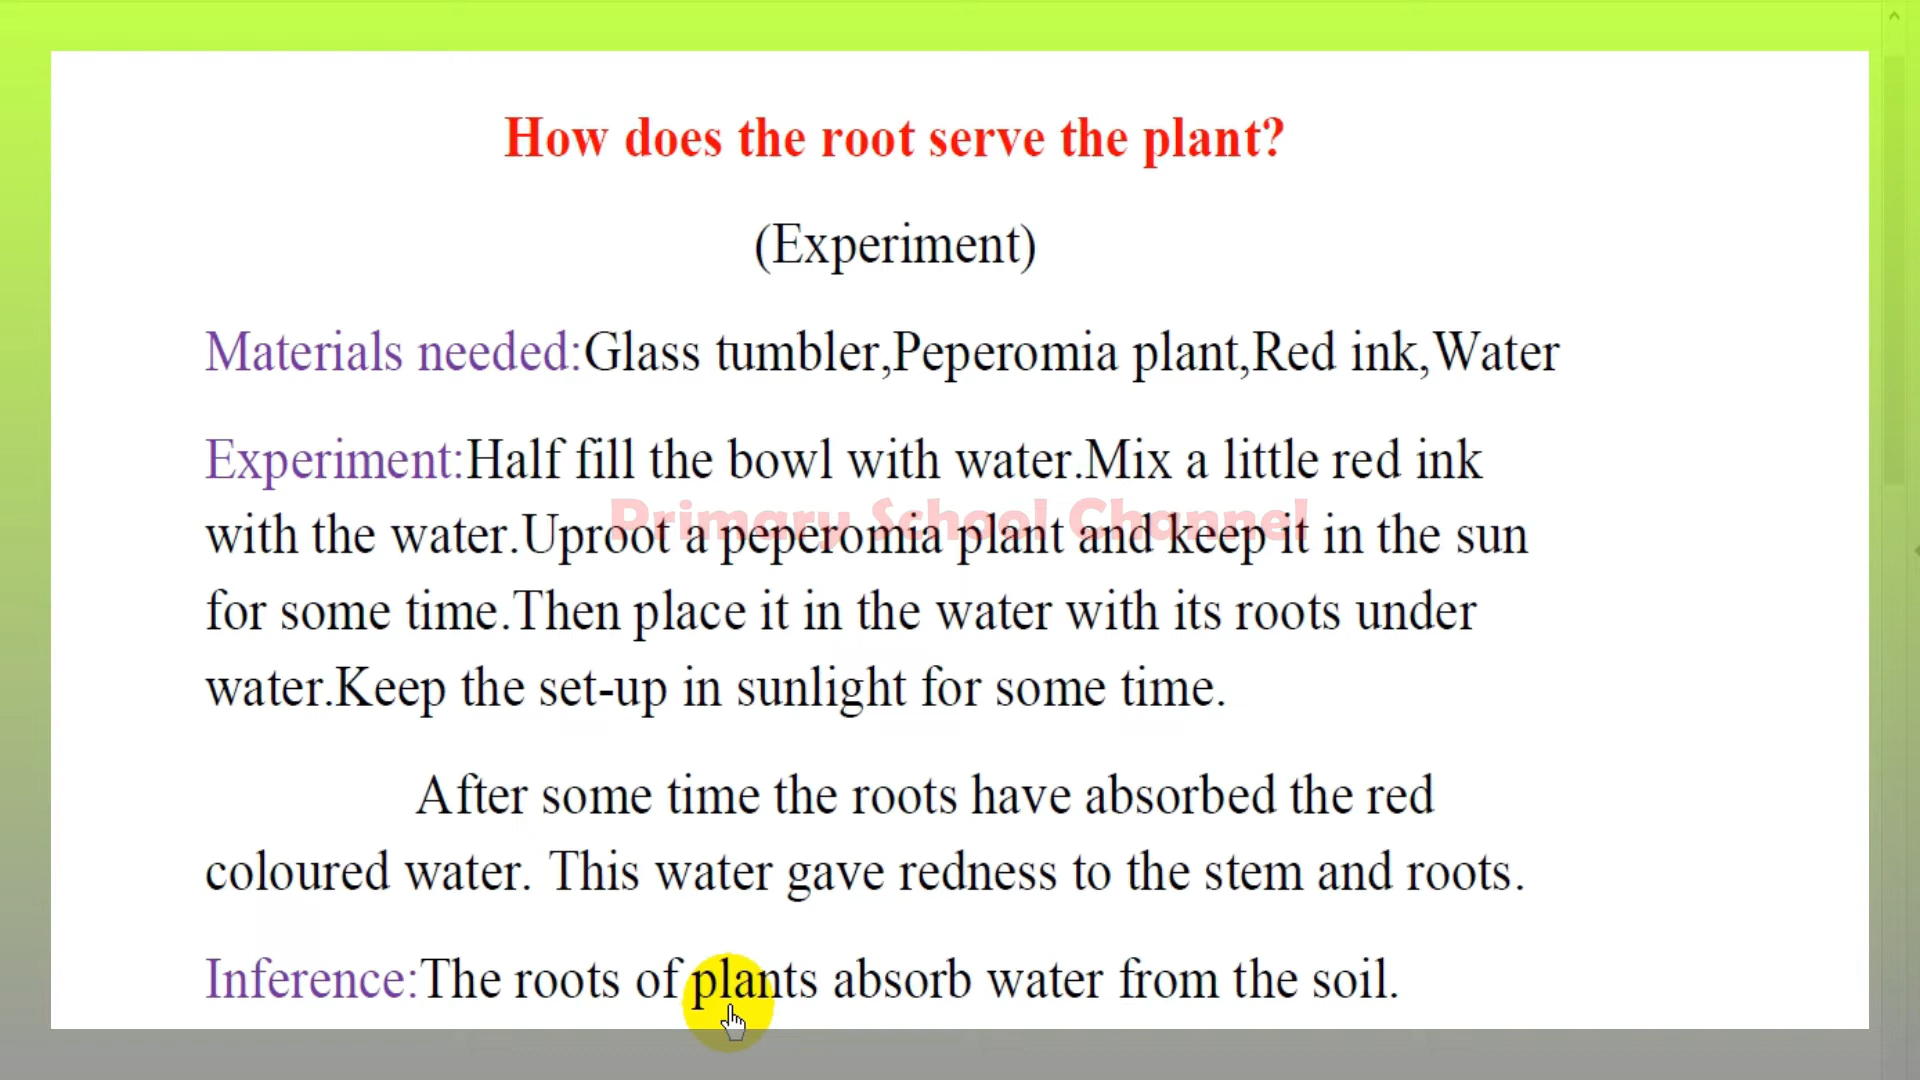 How does the root serve the plant?
(Experiment)
Materials needed:Glass tumbler,Peperomia plant,Red ink,Water
Experiment:Half fill the bowl with water.Mix a little red ink
Primary School Channel
with the water.Uproot a peperomia plant and keep it in the sun
for some time.Then place it in the water with its roots under
water.Keep the set-up in sunlight for some time.
After some time the roots have absorbed the red
coloured water. This water gave redness to the stem and roots.
Inference:The roots of plants absorb water from the soil.